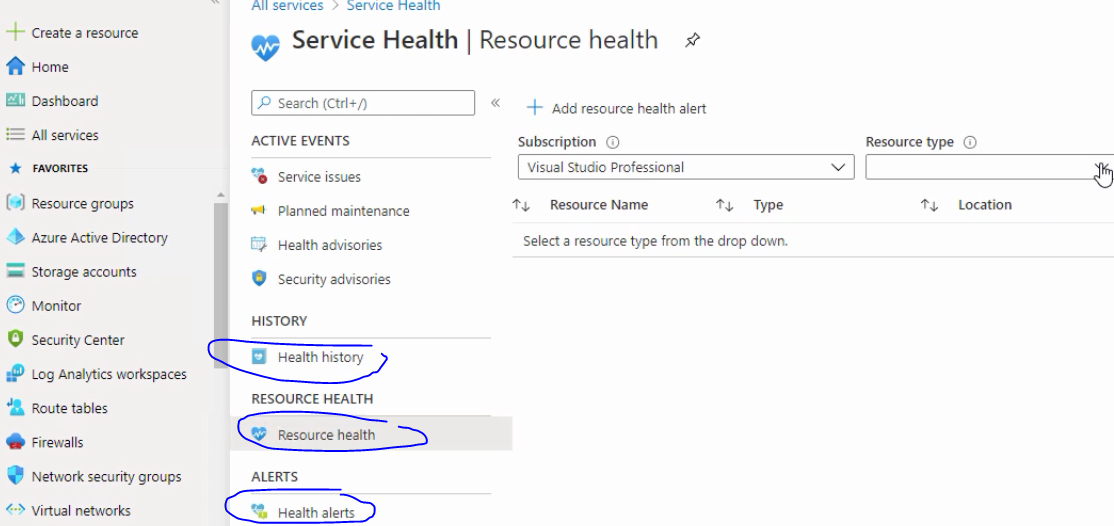 All services > Service Health
Service Health | Resource health
Create a resource
Home
Dashboard
All services
FAVORITES
Resource groups
Azure Active Directory
Storage accounts
Monitor
Security Center
Log Analytics workspaces
Route tables
Firewalls
Network security groups
Virtual networks
Search (Ctrl+/)
ACTIVE EVENTS
Service issues
Planned maintenance
Health advisories
Security advisories
HISTORY
Health history
RESOURCE HEALTH
Resource health
ALERTS
Health alerts
Add resource health alert
Subscription
Resource type
Visual Studio Professional
Resource Name Type Location
Select a resource type from the drop down.